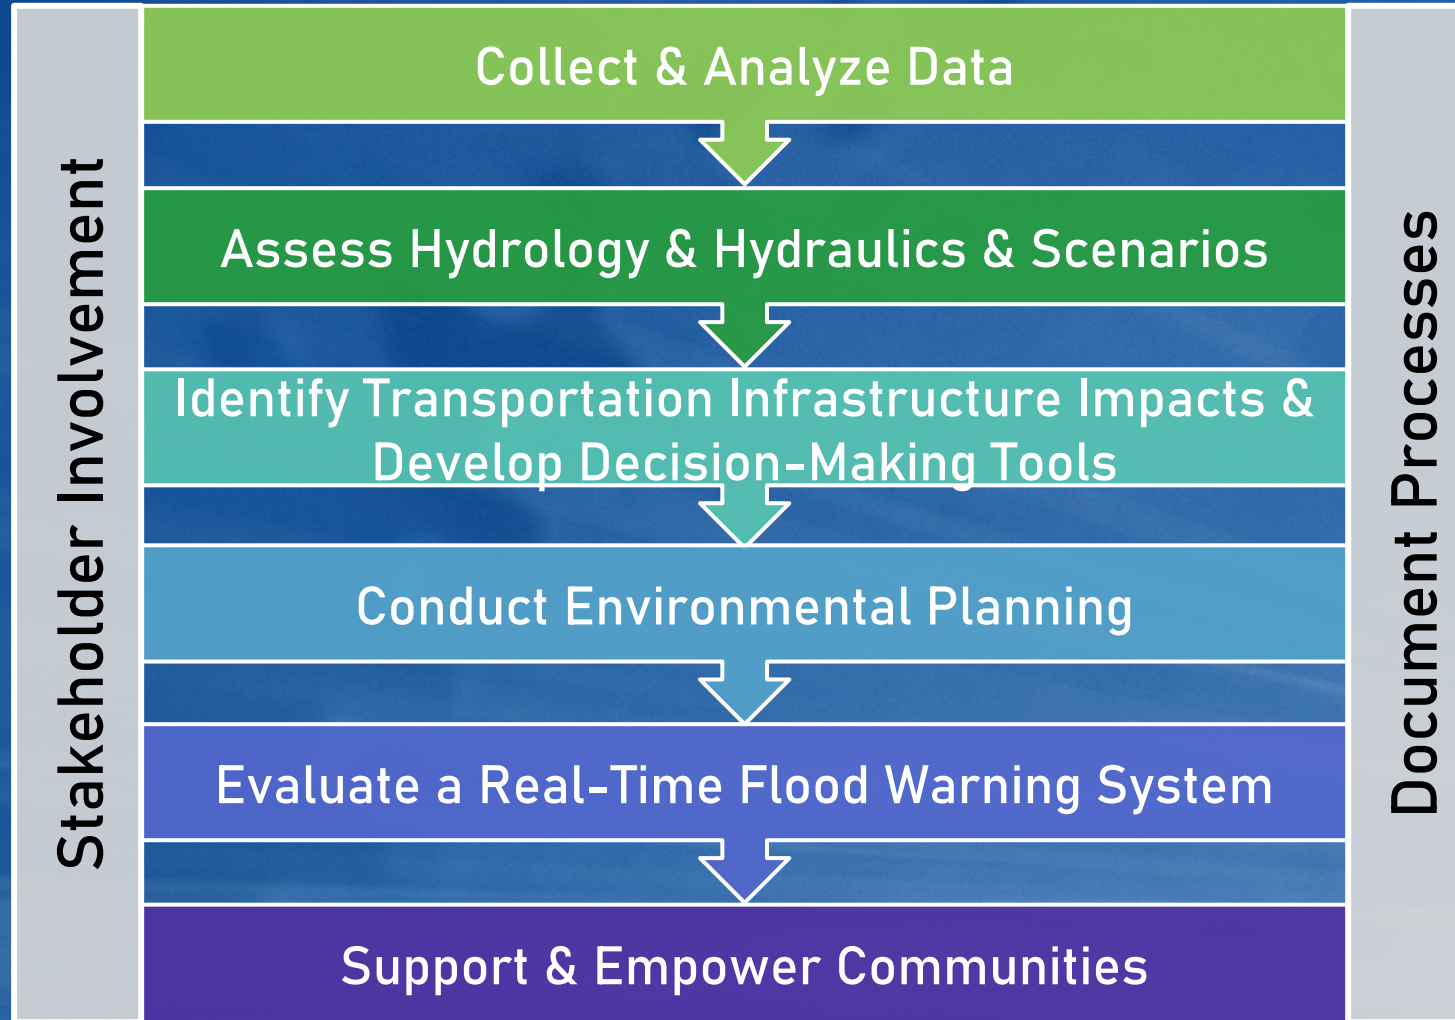 Stakeholder Involvement
Collect & Analyze Data
Assess Hydrology & Hydraulics & Scenarios
Identify Transportation Infrastructure Impacts &
Develop Decision-Making Tools
Conduct Environmental Planning
Evaluate a Real-Time Flood Warning System
Support & Empower Communities
Document Processes